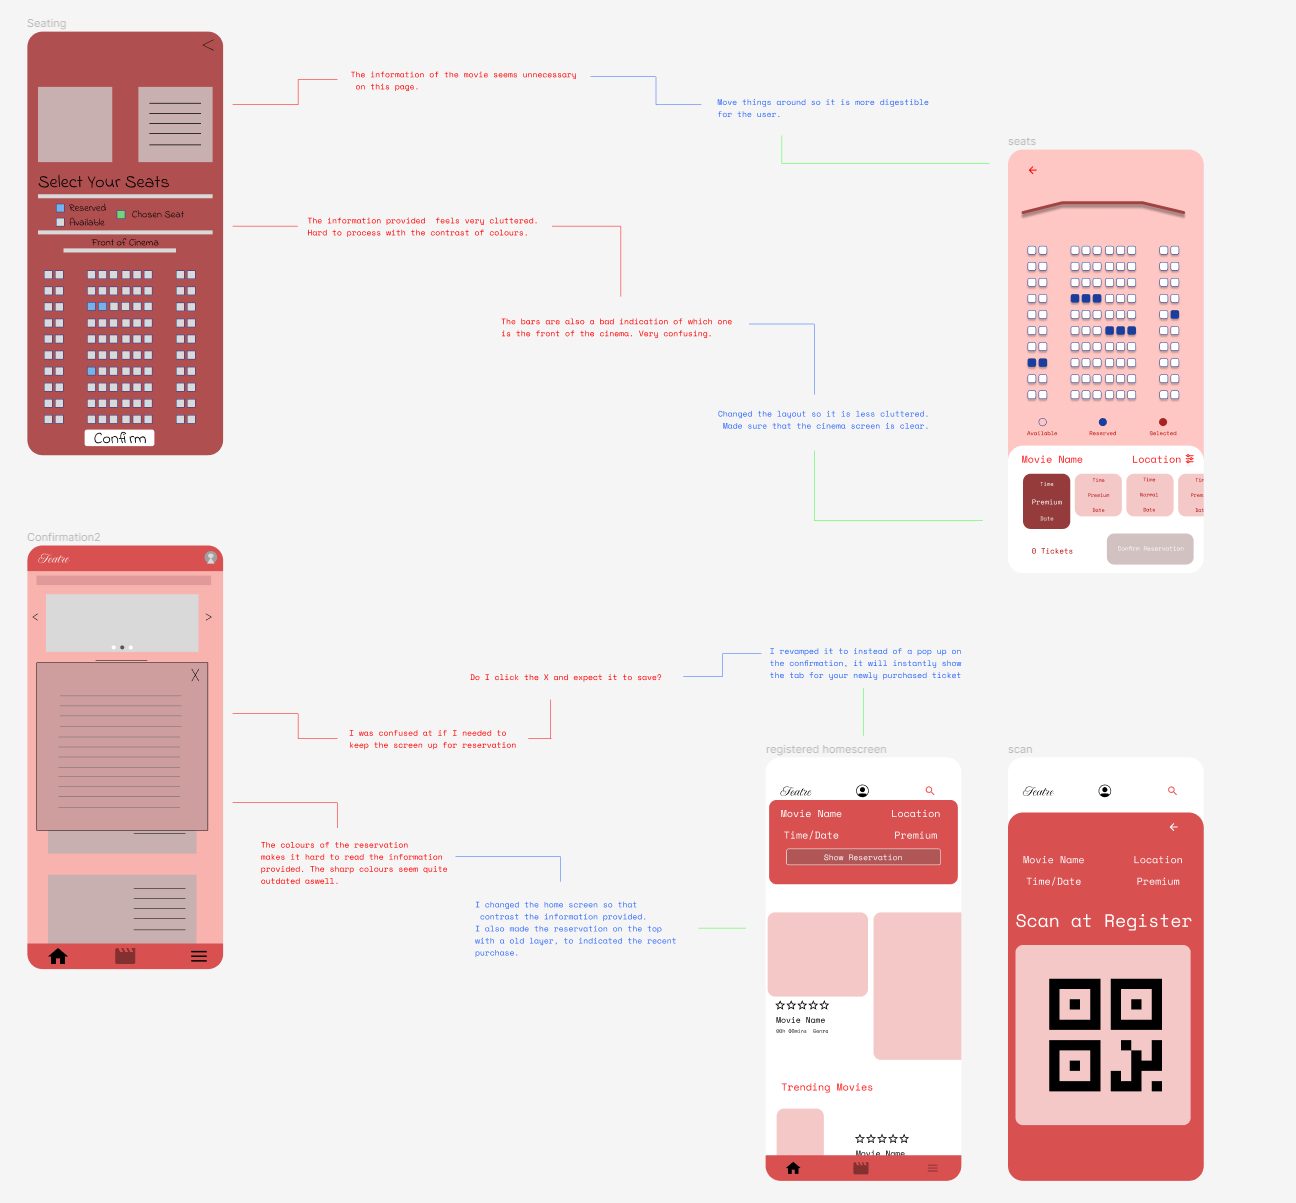 Seating
<
Select Your Seats
Reserved
Available
Chosen Seat
Front of Cinema
Confirm
The information of the movie seems unnecessary
on this page.
Move things around so it is more digestible
for the user.
The information provided feels very cluttered.
Hard to process with the contrast of colours.
The bars are also a bad indication of which one
is the front of the cinema. Very confusing.
Changed the layout so it is less cluttered.
Made sure that the cinema screen is clear.
seats
Available
Reserved
Selected
Movie Name
Location
Time
Premium
Date
Time
Premium
Date
Time
Normal
Date
Tim
Prem
Dat
0 Tickets
Confirm Reservation
Confirmation2
Teatre
<
>
X
Do I click the X and expect it to save?
I was confused at if I needed to
keep the screen up for reservation
I revamped it to instead of a pop up on
the confirmation, it will instantly show
the tab for your newly purchased ticket
The colours of the reservation
makes it hard to read the information
provided. The sharp colours seem quite
outdated aswell.
I changed the home screen so that
contrast the information provided.
I also made the reservation on the top
with a old layer, to indicated the recent
purchase.
registered homescreen
Teatre
Movie Name
Location
Time/Date
Premium
Show Reservation
Movie Name
00h 00mins Genre
Trending Movies
Movie Name
scan
Teatre
Movie Name
Location
Time/Date
Premium
Scan at Register